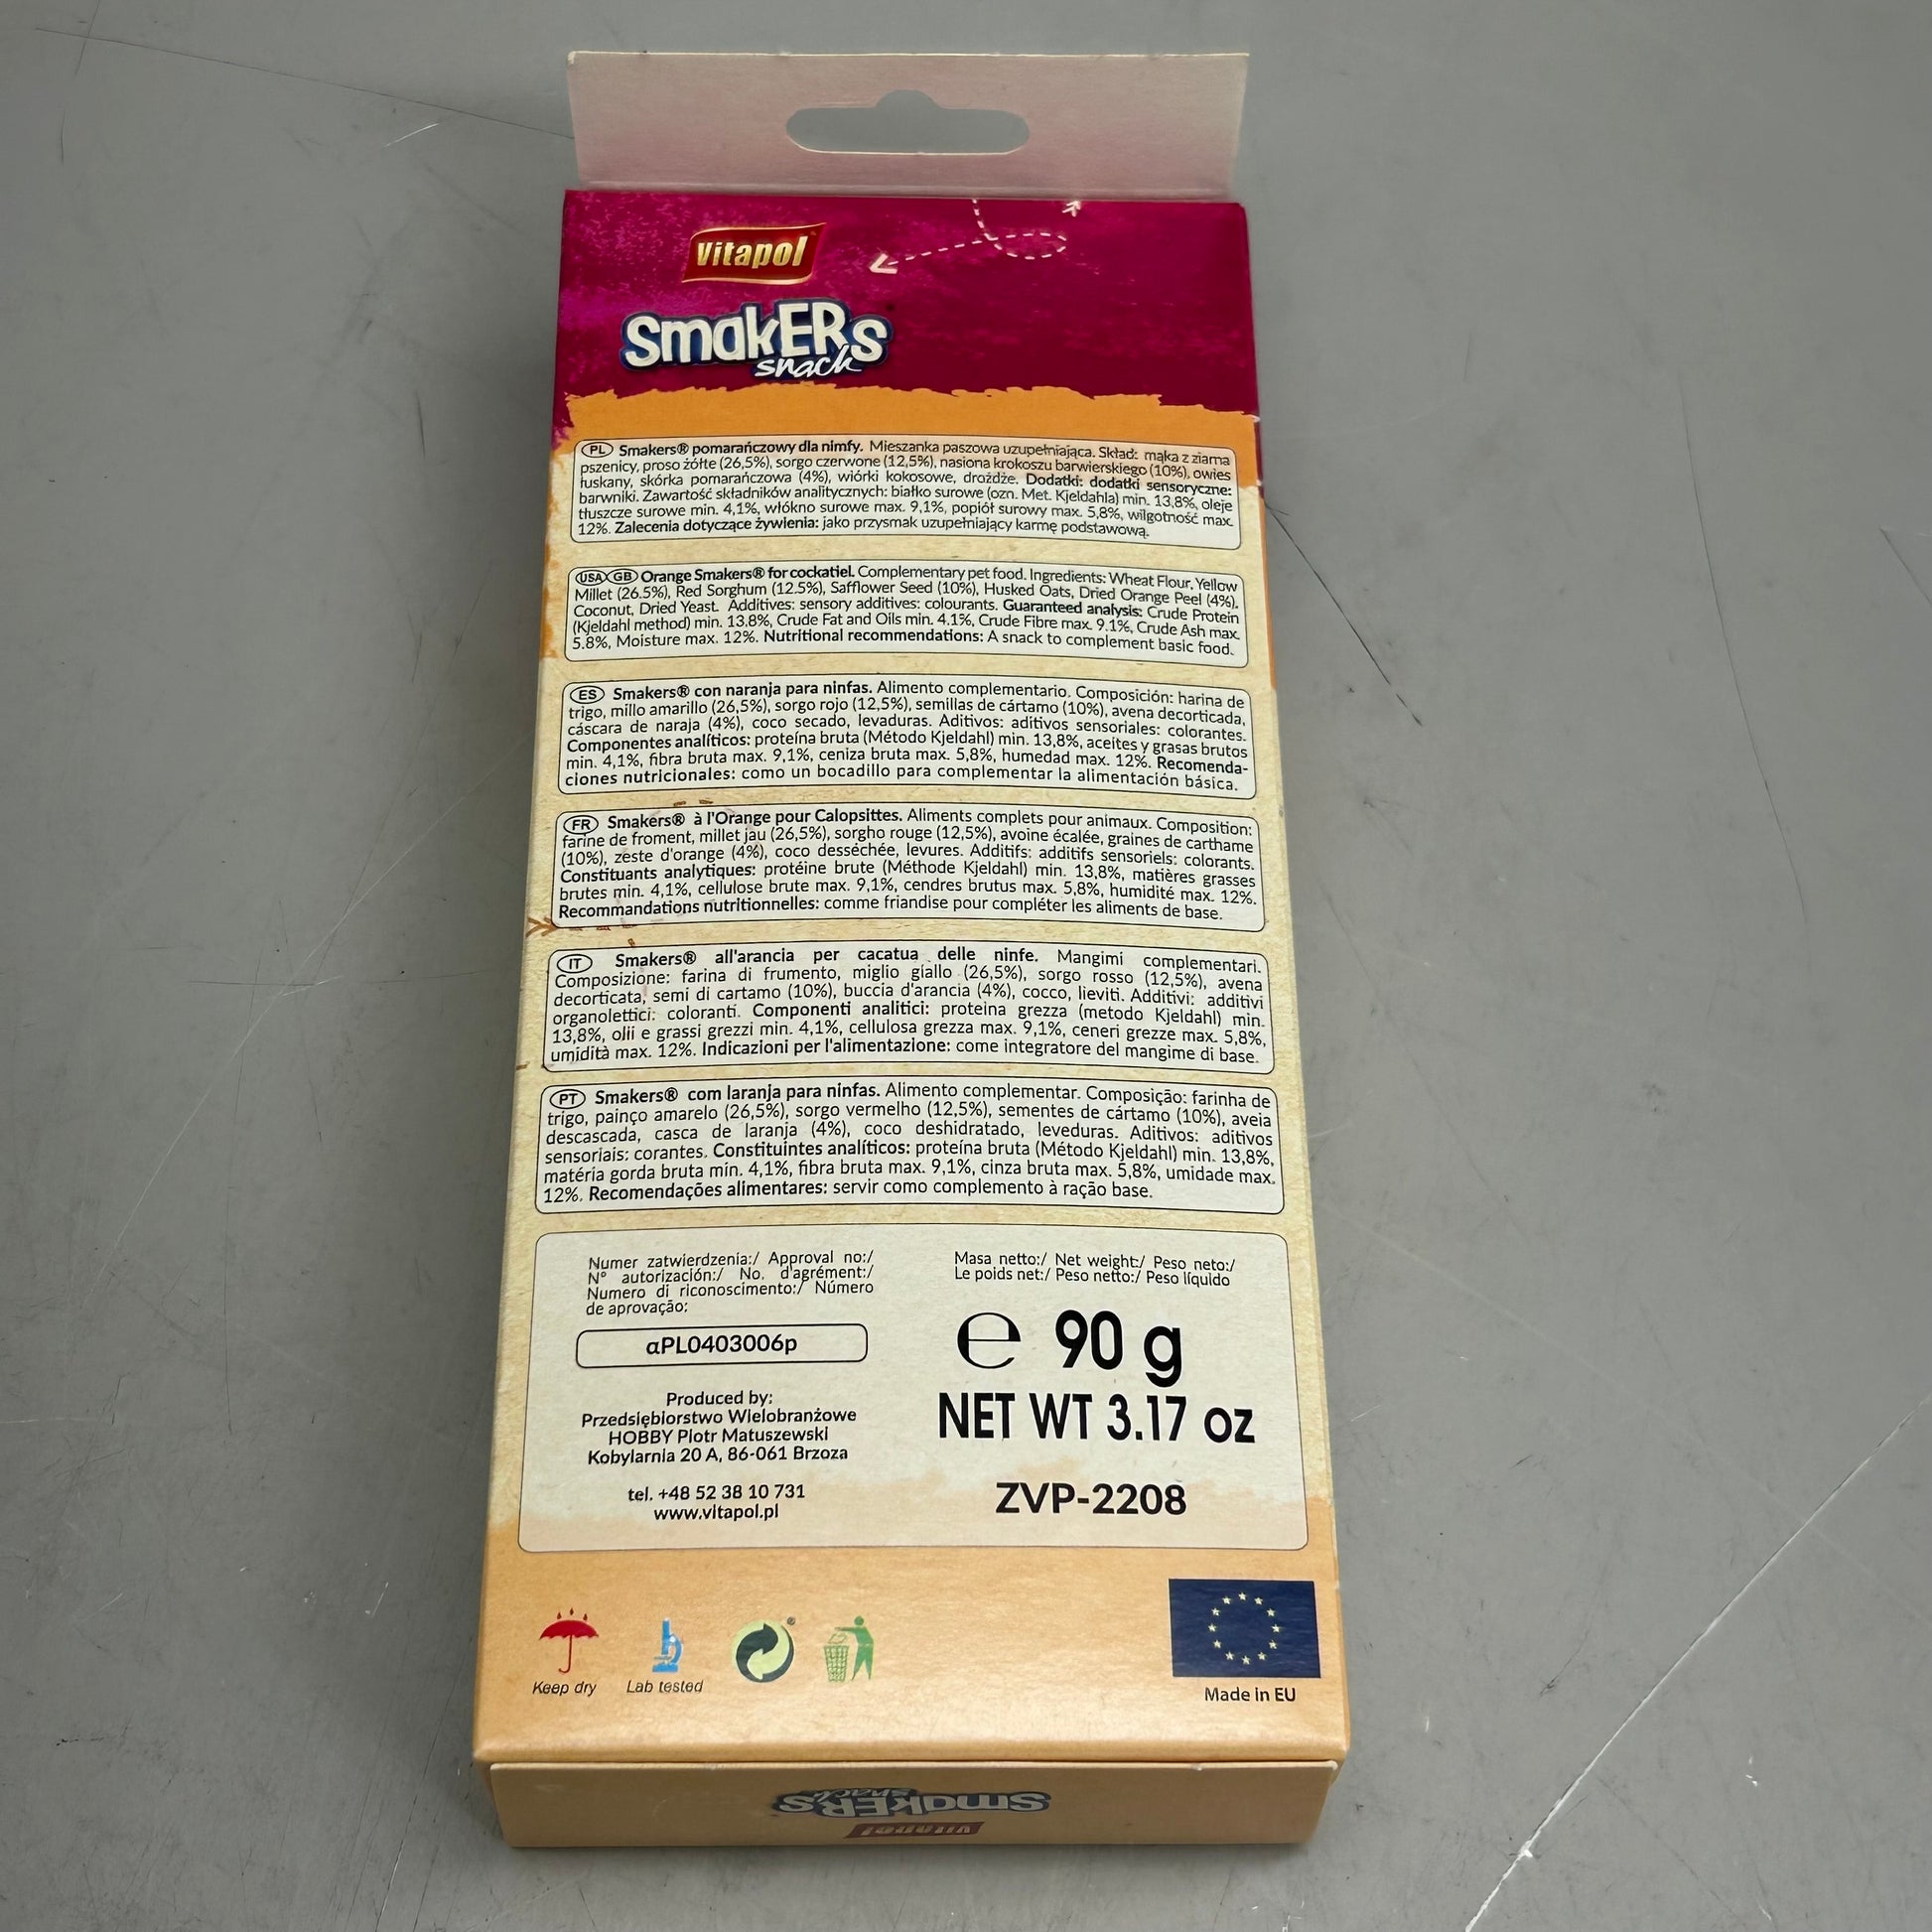 Vitapol
SmakERs
snack
PL Smakers® pomarańczowy dla nimfy. Mieszanka paszowa uzupełniająca. Skład: mąka z ziarna
pszenicy, proso żółte (26,5%), sorgo czerwone (12,5%), nasiona krokoszu barwierskiego (10%), owies
łuskany, skórka pomarańczowa (4%), wiórki kokosowe, drożdże. Dodatki: dodatki sensoryczne:
barwniki. Zawartość składników analitycznych: białko surowe (ozn. Met. Kjeldahla) min. 13,8%, oleje
tłuszcze surowe min. 4,1%, włókno surowe max. 9,1%, popiół surowy max. 5,8%, wilgotność max.
12%. Zalecenia dotyczące żywienia: jako przysmak uzupełniający karmę podstawową.
USA GB Orange Smakers® for cockatiel. Complementary pet food. Ingredients: Wheat Flour, Yellow
Millet (26.5%), Red Sorghum (12.5%), Safflower Seed (10%), Husked Oats, Dried Orange Peel (4%),
Coconut, Dried Yeast. Additives: sensory additives: colourants. Guaranteed analysis: Crude Protein
(Kjeldahl method) min. 13,8%, Crude Fat and Oils min. 4.1%, Crude Fibre max. 9.1%, Crude Ash max.
5.8%, Moisture max. 12%. Nutritional recommendations: A snack to complement basic food.
ES Smakers® con naranja para ninfas. Alimento complementario. Composición: harina de
trigo, millo amarillo (26,5%), sorgo rojo (12,5%), semillas de cártamo (10%), avena decorticada,
cáscara de naraja (4%), coco secado, levaduras. Aditivos: aditivos sensoriales: colorantes.
Componentes analíticos: proteína bruta (Método Kjeldahl) min. 13,8%, aceites y grasas brutos
min. 4,1%, fibra bruta max. 9,1%, ceniza bruta max. 5,8%, humedad max. 12%. Recomenda-
ciones nutricionales: como un bocadillo para complementar la alimentación básica.
FR Smakers® à l'Orange pour Calopsittes. Aliments complets pour animaux. Composition:
farine de froment, millet jau (26,5%), sorgho rouge (12,5%), avoine écalée, graines de carthame
(10%), zeste d'orange (4%), coco desséchée, levures. Additifs: additifs sensoriels: colorants.
Constituants analytiques: protéine brute (Méthode Kjeldahl) min. 13,8%, matières grasses
brutes min. 4,1%, cellulose brute max. 9,1%, cendres brutus max. 5,8%, humidité max. 12%.
Recommandations nutritionnelles: comme friandise pour compléter les aliments de base.
IT Smakers® all'arancia per cacatua delle ninfe. Mangimi complementari.
Composizione: farina di frumento, miglio giallo (26,5%), sorgo rosso (12,5%), avena
decorticata, semi di cartamo (10%), buccia d'arancia (4%), cocco, lieviti. Additivi: additivi
organolettici: coloranti. Componenti analitici: proteina grezza (metodo Kjeldahl) min.
13,8%, olii e grassi grezzi min. 4,1%, cellulosa grezza max. 9,1%, ceneri grezze max. 5,8%,
umidità max. 12%. Indicazioni per l'alimentazione: come integratore del mangime di base.
PT Smakers® com laranja para ninfas. Alimento complementar. Composição: farinha de
trigo, painço amarelo (26,5%), sorgo vermelho (12,5%), sementes de cártamo (10%), aveia
descascada, casca de laranja (4%), coco deshidratado, leveduras. Aditivos: aditivos
sensoriais: corantes. Constituintes analíticos: proteína bruta (Método Kjeldahl) min. 13,8%,
matéría gorda bruta min. 4,1%, fibra bruta max. 9,1%, cinza bruta max. 5,8%, umidade max.
12%. Recomendações alimentares: servir como complemento à ração base.
Numer zatwierdzenia:/ Approval no:/
N° autorización:/ No. d'agrément:/
Numero di riconoscimento:/ Número
de aprovação:
αPL0403006p
Produced by:
Przedsiębiorstwo Wielobranżowe
HOBBY Piotr Matuszewski
Kobylarnia 20 A, 86-061 Brzoza
tel. +48 52 38 10 731
www.vitapol.pl
Masa netto:/ Net weight:/ Peso neto:/
Le poids net:/ Peso netto:/ Peso líquido
℮ 90 g
NET WT 3.17 oz
ZVP-2208
Keep dry
Lab tested
®
Made in EU
SmakERs
snack
Vitapol